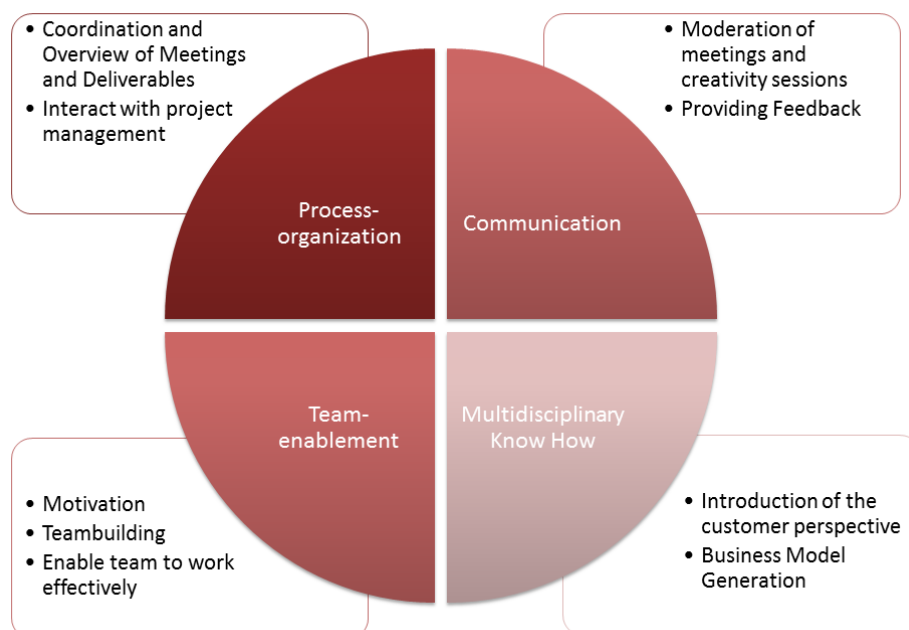 • Coordination and
Overview of Meetings
and Deliverables
• Interact with project
management
• Moderation of
meetings and
creativity sessions
• Providing Feedback
Process-
organization
Communication
Team-
enablement
Multidisciplinary
Know How
• Motivation
• Teambuilding
• Enable team to work
effectively
• Introduction of the
customer perspective
• Business Model
Generation